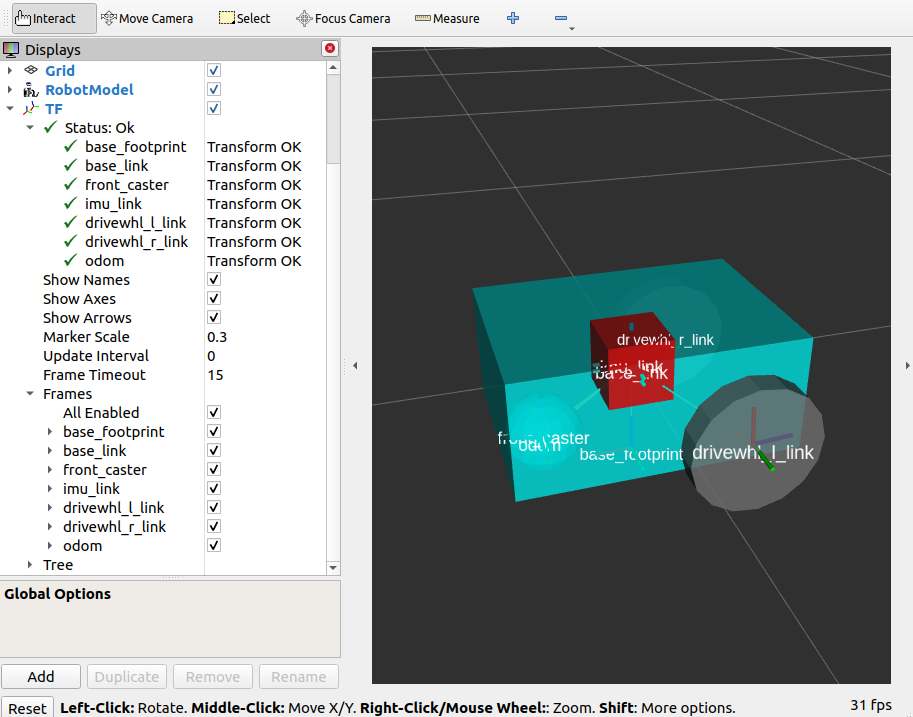 Interact Move Camera Select Focus Camera Measure
Displays
Grid
RobotModel
TF
Status: Ok
base_footprint Transform OK
base_link Transform OK
front_caster Transform OK
imu_link Transform OK
drivewhl_l_link Transform OK
drivewhl_r_link Transform OK
odom Transform OK
Show Names
Show Axes
Show Arrows
Marker Scale 0.3
Update Interval 0
Frame Timeout 15
Frames
All Enabled
base_footprint
base_link
front_caster
imu_link
drivewhl_l_link
drivewhl_r_link
odom
Tree
Global Options
Add Duplicate Remove Rename
Reset Left-Click: Rotate. Middle-Click: Move X/Y. Right-Click/Mouse Wheel:: Zoom. Shift: More options. 31 fps
drivewhl_r_link
imu_link
base_link
front_caster
odom
base_footprint
drivewhl_l_link